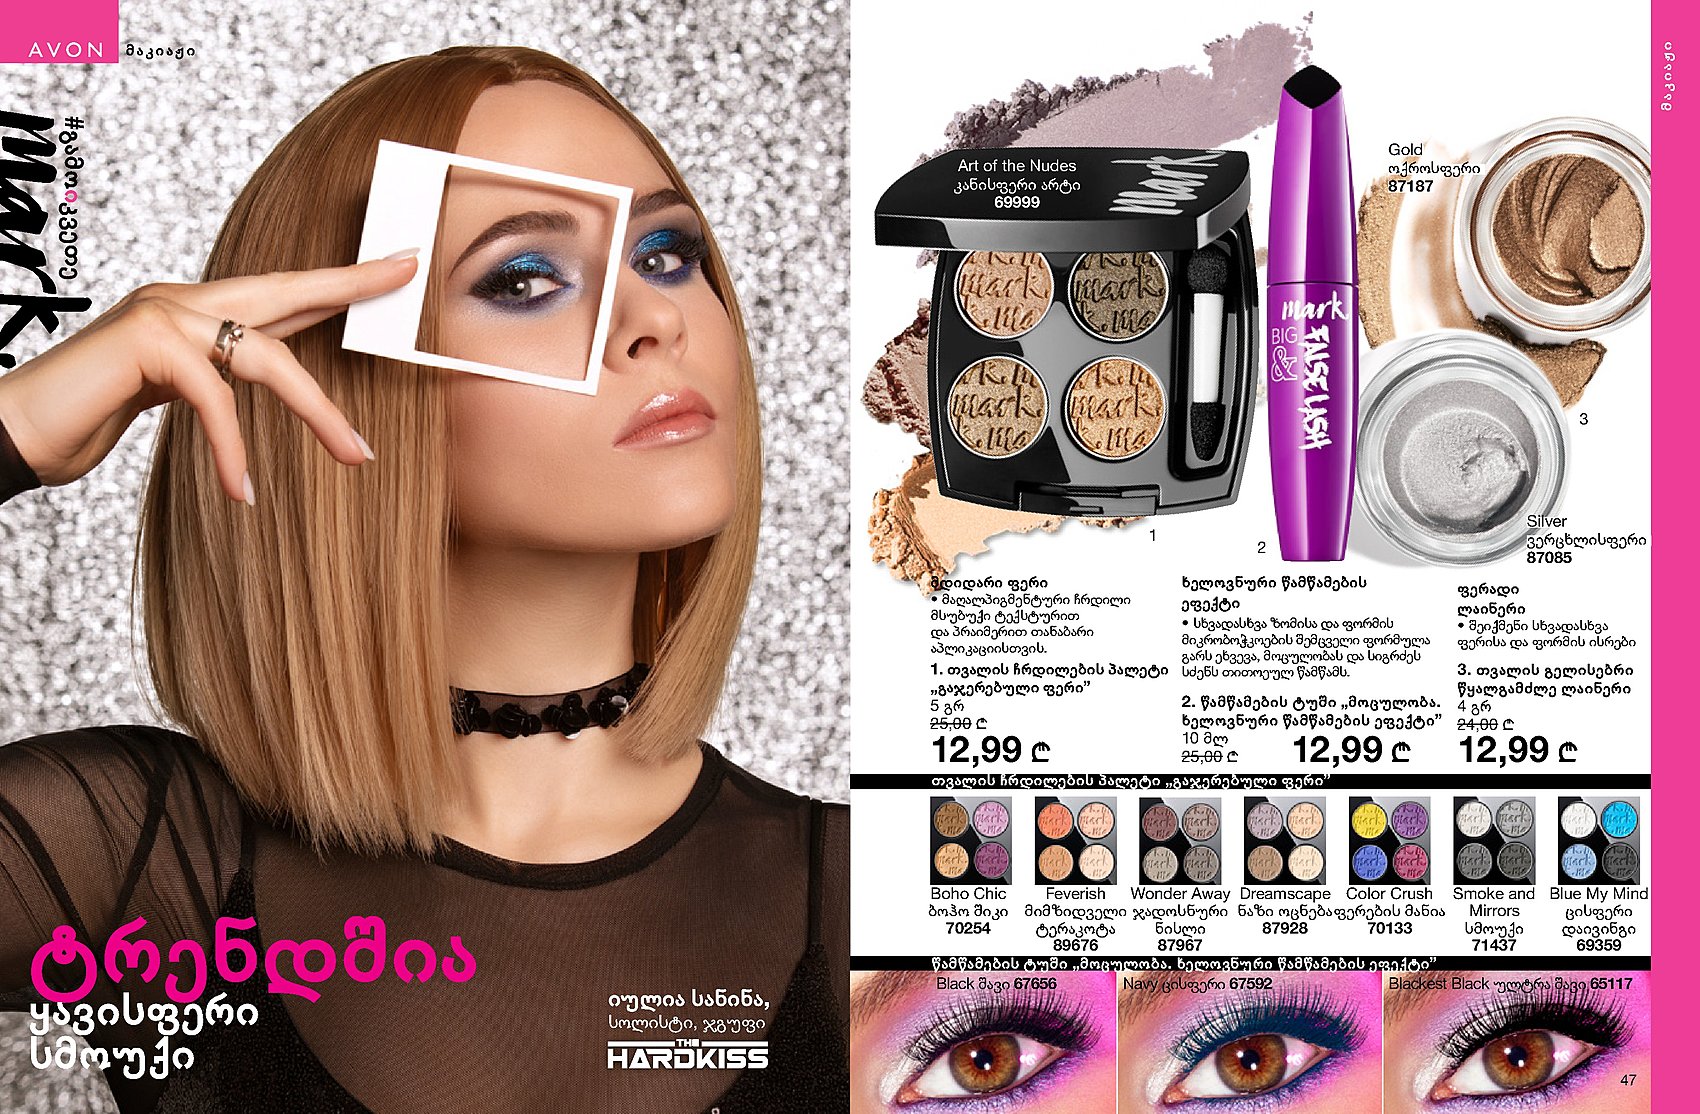 AVON
მაკიაჟი
mark.
#გამოკვეთე
ტრენდშია
ყავისფერი
სმოუქი
იულია სანინა,
სოლისტი, ჯგუფი
THE
HARDKISS
მაკიაჟი
Art of the Nudes
კანისფერი არტი
69999
mark.
1
mark.
BIG
&
FALSE LASH
2
Gold
ოქროსფერი
87187
3
Silver
ვერცხლისფერი
87085
მდიდარი ფერი
• მაღალპიგმენტური ჩრდილი
მსუბუქი ტექსტურით
და პრაიმერით თანაბარი
აპლიკაციისთვის.
1. თვალის ჩრდილების პალეტი
„გაჯერებული ფერი”
5 გრ
25,00 ₾
12,99 ₾
ხელოვნური წამწამების
ეფექტი
• სხვადასხვა ზომისა და ფორმის
მიკრობოჭკოების შემცველი ფორმულა
გარს ეხვევა, მოცულობას და სიგრძეს
სძენს თითოეულ წამწამს.
2. წამწამების ტუში „მოცულობა.
ხელოვნური წამწამების ეფექტი”
10 მლ
25,00 ₾
12,99 ₾
ფერადი
ლაინერი
• შეიქმენი სხვადასხვა
ფერისა და ფორმის ისრები
3. თვალის გელისებრი
წყალგამძლე ლაინერი
4 გრ
24,00 ₾
12,99 ₾
თვალის ჩრდილების პალეტი „გაჯერებული ფერი”
Boho Chic
ბოჰო შიკი
70254
Feverish
მიმზიდველი
ტერაკოტა
89676
Wonder Away
ჯადოსნური
ნისლი
87967
Dreamscape
ნაზი ოცნება
87928
Color Crush
ფერების მანია
70133
Smoke and
Mirrors
სმოუქი
71437
Blue My Mind
ცისფერი
დაივინგი
69359
წამწამების ტუში „მოცულობა. ხელოვნური წამწამების ეფექტი”
Black შავი 67656
Navy ცისფერი 67592
Blackest Black ულტრა შავი 65117
47